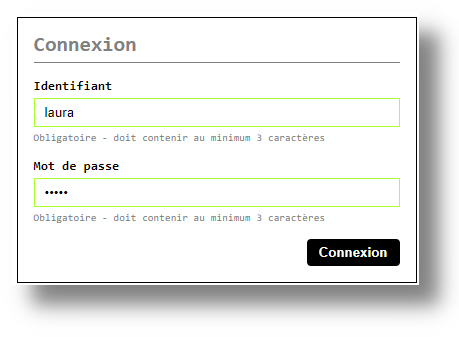 Connexion
Identifiant
laura
Obligatoire - doit contenir au minimum 3 caractères
Mot de passe
•••••
Obligatoire - doit contenir au minimum 3 caractères
Connexion